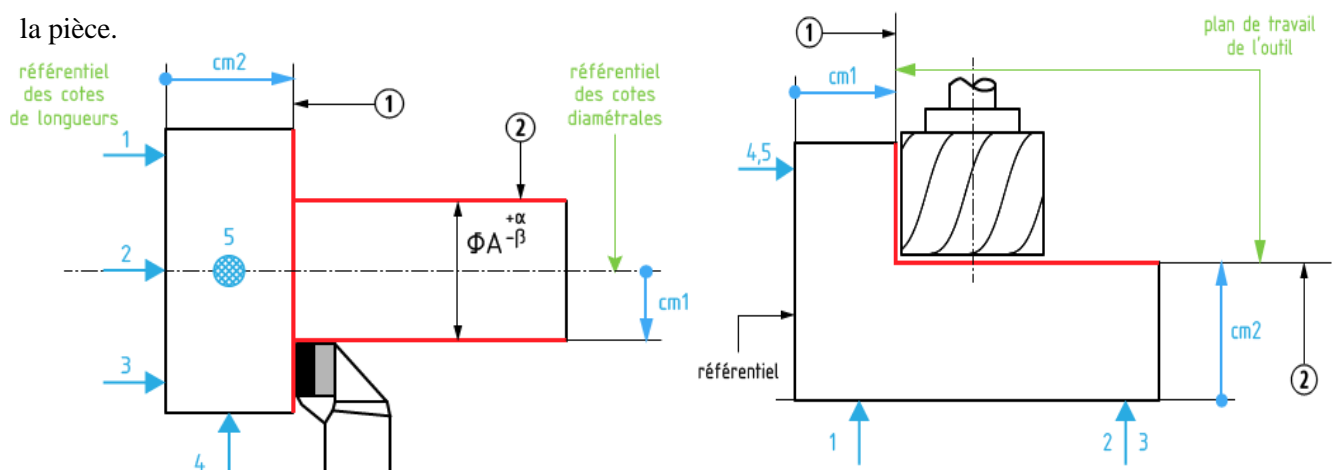 la pièce.
référentiel
des cotes
de longueurs
cm2
1
référentiel
des cotes
diamétrales
1
2
5
2
ΦA +α -β
cm1
3
4
1
plan de travail
de l'outil
cm1
4,5
référentiel
cm2
2
1
2 3